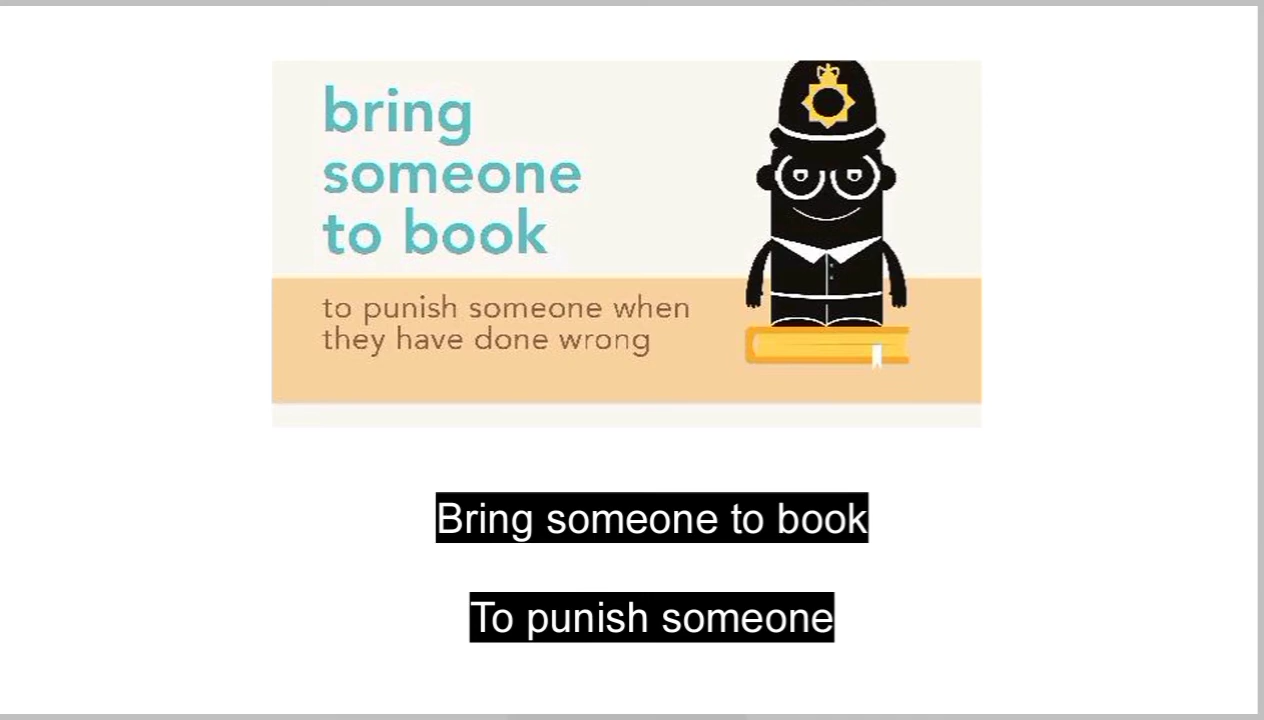 bring
someone
to book
to punish someone when
they have done wrong
Bring someone to book
To punish someone